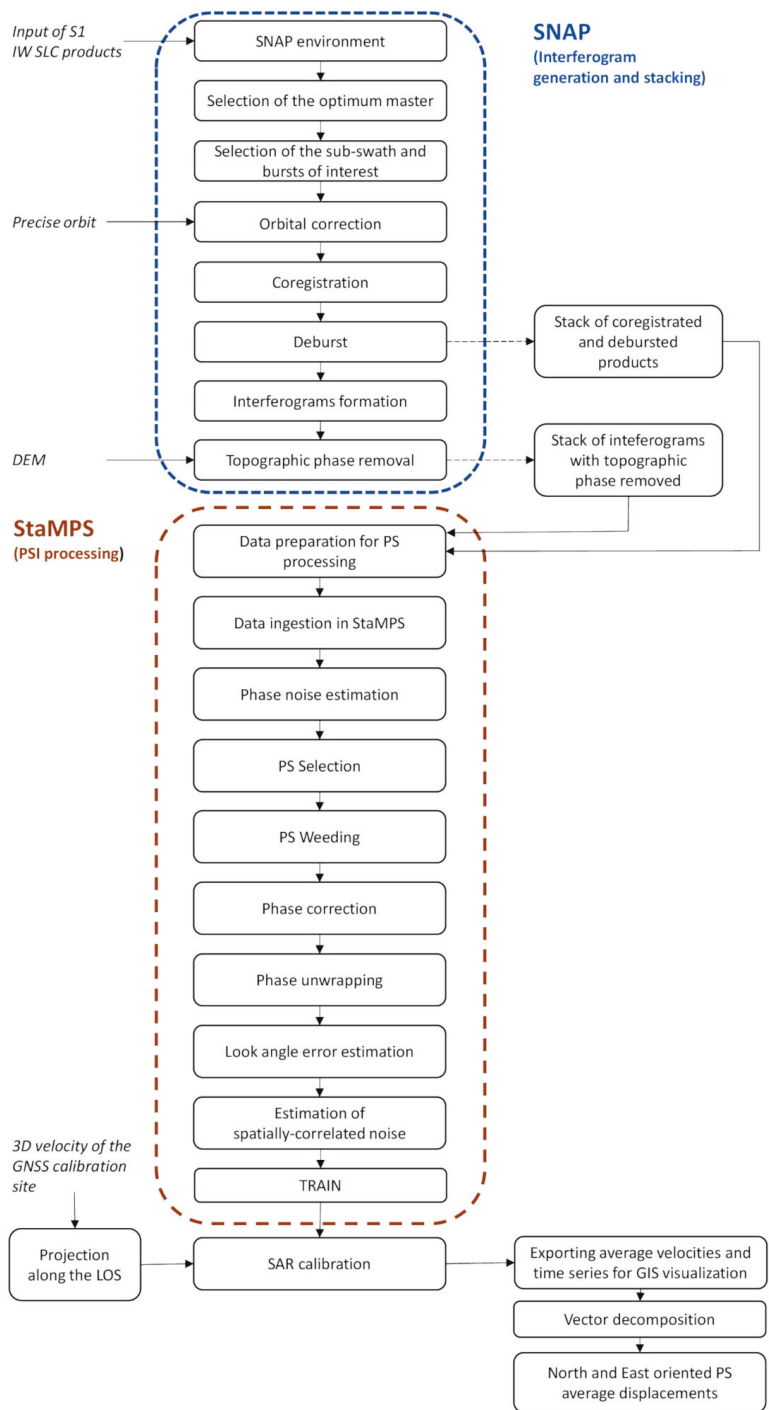 Input of S1
IW SLC products
SNAP environment
SNAP
(Interferogram
generation and stacking)
Selection of the optimum master
Selection of the sub-swath and
bursts of interest
Precise orbit
Orbital correction
Coregistration
Deburst
Stack of coregistrated
and debursted
products
Interferograms formation
DEM
Topographic phase removal
Stack of inteferograms
with topographic
phase removed
StaMPS
(PSI processing)
Data preparation for PS
processing
Data ingestion in StaMPS
Phase noise estimation
PS Selection
PS Weeding
Phase correction
Phase unwrapping
Look angle error estimation
Estimation of
spatially-correlated noise
3D velocity of the
GNSS calibration
site
TRAIN
Projection
along the LOS
SAR calibration
Exporting average velocities and
time series for GIS visualization
Vector decomposition
North and East oriented PS
average displacements